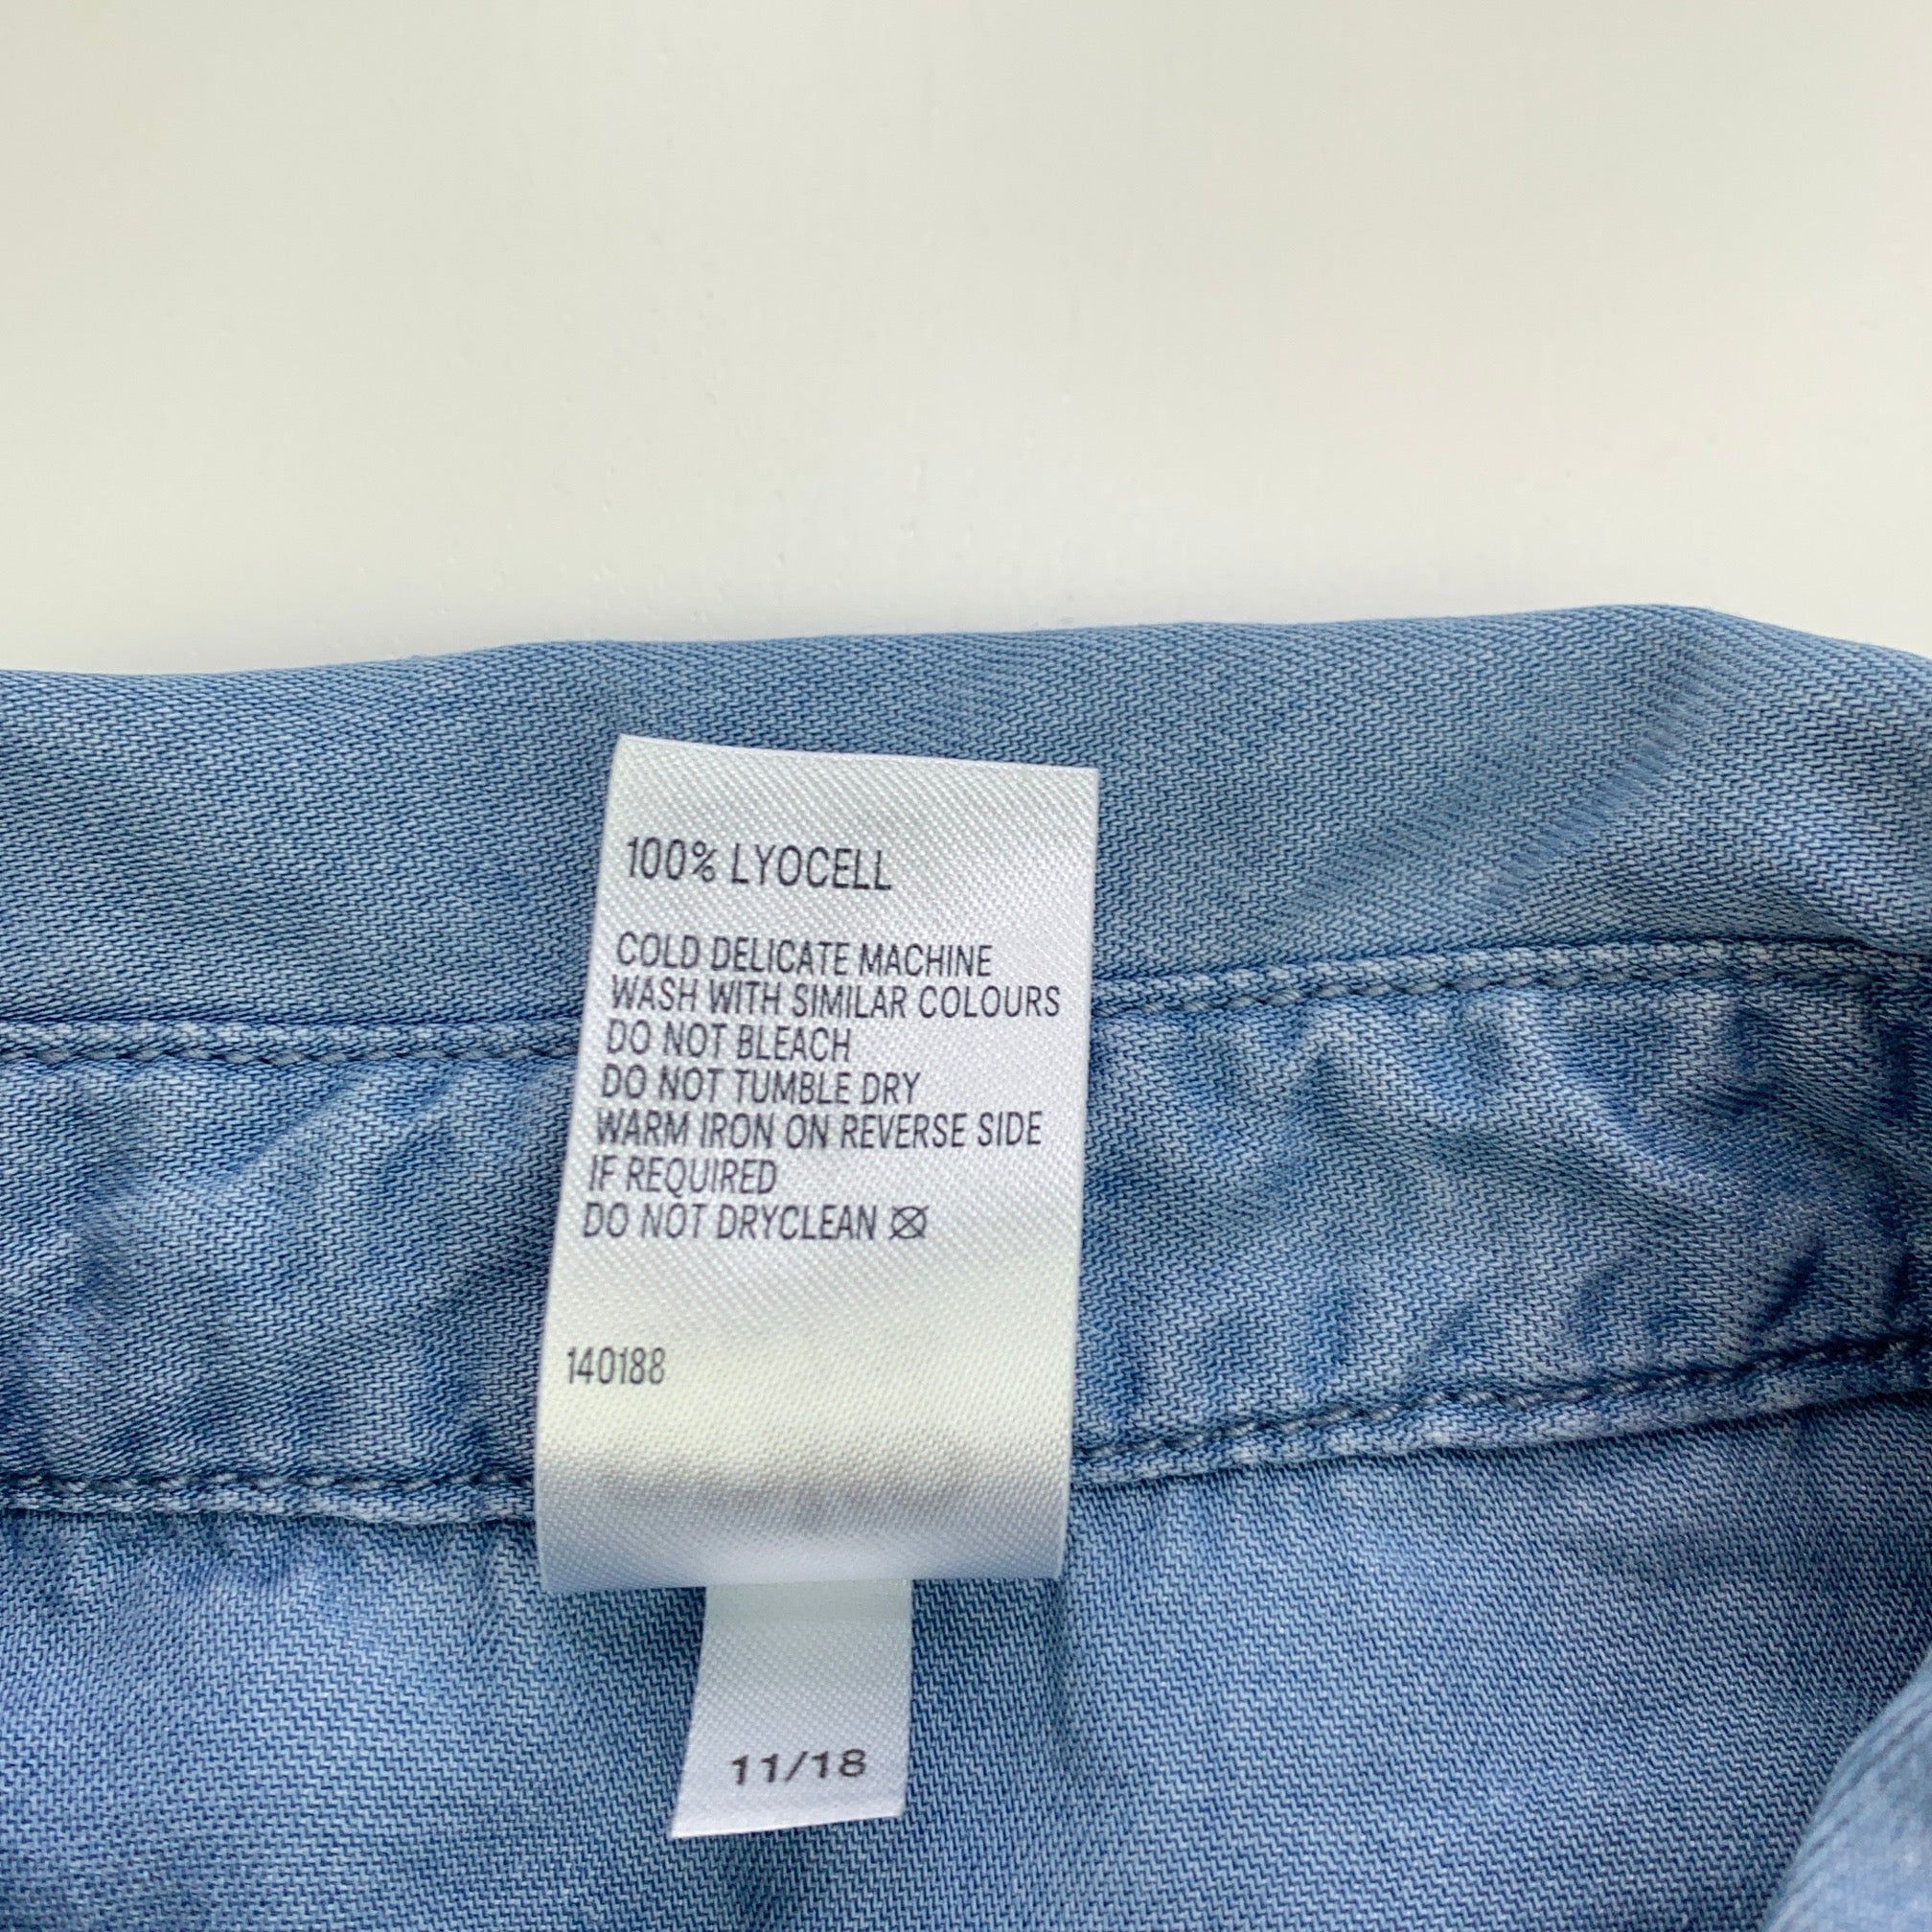 100% LYOCELL
COLD DELICATE MACHINE
WASH WITH SIMILAR COLOURS
DO NOT BLEACH
DO NOT TUMBLE DRY
WARM IRON ON REVERSE SIDE
IF REQUIRED
DO NOT DRYCLEAN
140188
11/18